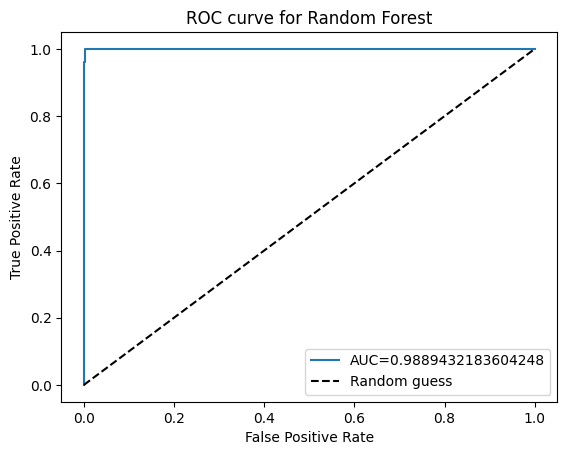 ROC curve for Random Forest
True Positive Rate
1.0
0.8
0.6
0.4
0.2
0.0
AUC=0.9889432183604248
Random guess
0.0 0.2 0.4 0.6 0.8 1.0
False Positive Rate